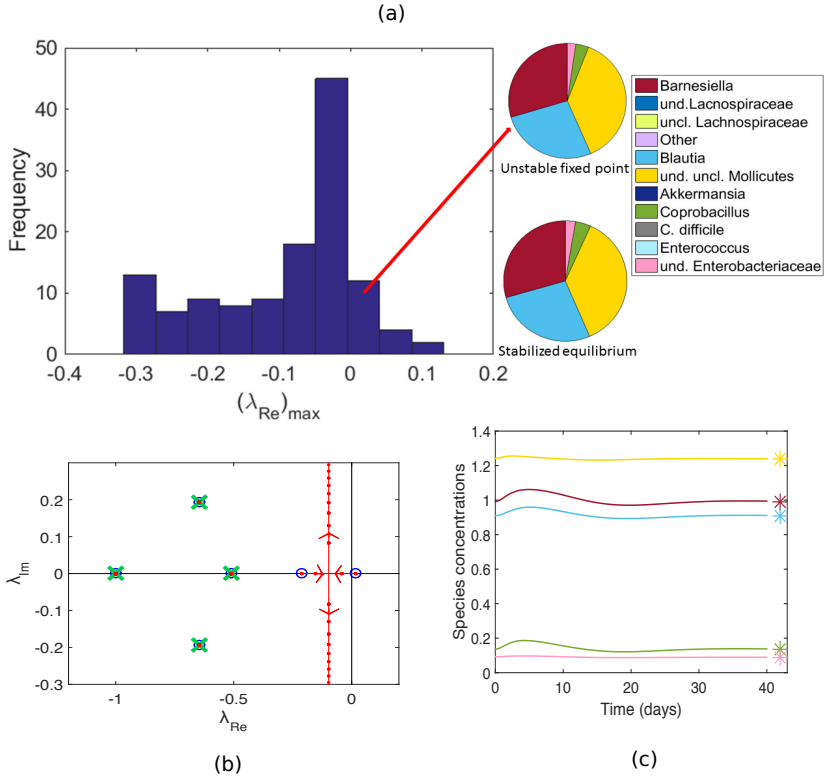 (a)
50
40
30
20
10
0
Frequency
-0.4
-0.3
-0.2
-0.1
0
0.1
0.2
(λRe)max
Unstable fixed point
Stabilized equilibrium
Barnesiella
und.Lacnospiraceae
uncl. Lachnospiraceae
Other
Blautia
und. uncl. Mollicutes
Akkermansia
Coprobacillus
C. difficile
Enterococcus
und. Enterobacteriaceae
0.2
0.1
0
-0.1
-0.2
-0.3
λIm
-1
-0.5
0
λRe
(b)
1.4
1.2
1
0.8
0.6
0.4
0.2
0
Species concentrations
0
10
20
30
40
Time (days)
(c)